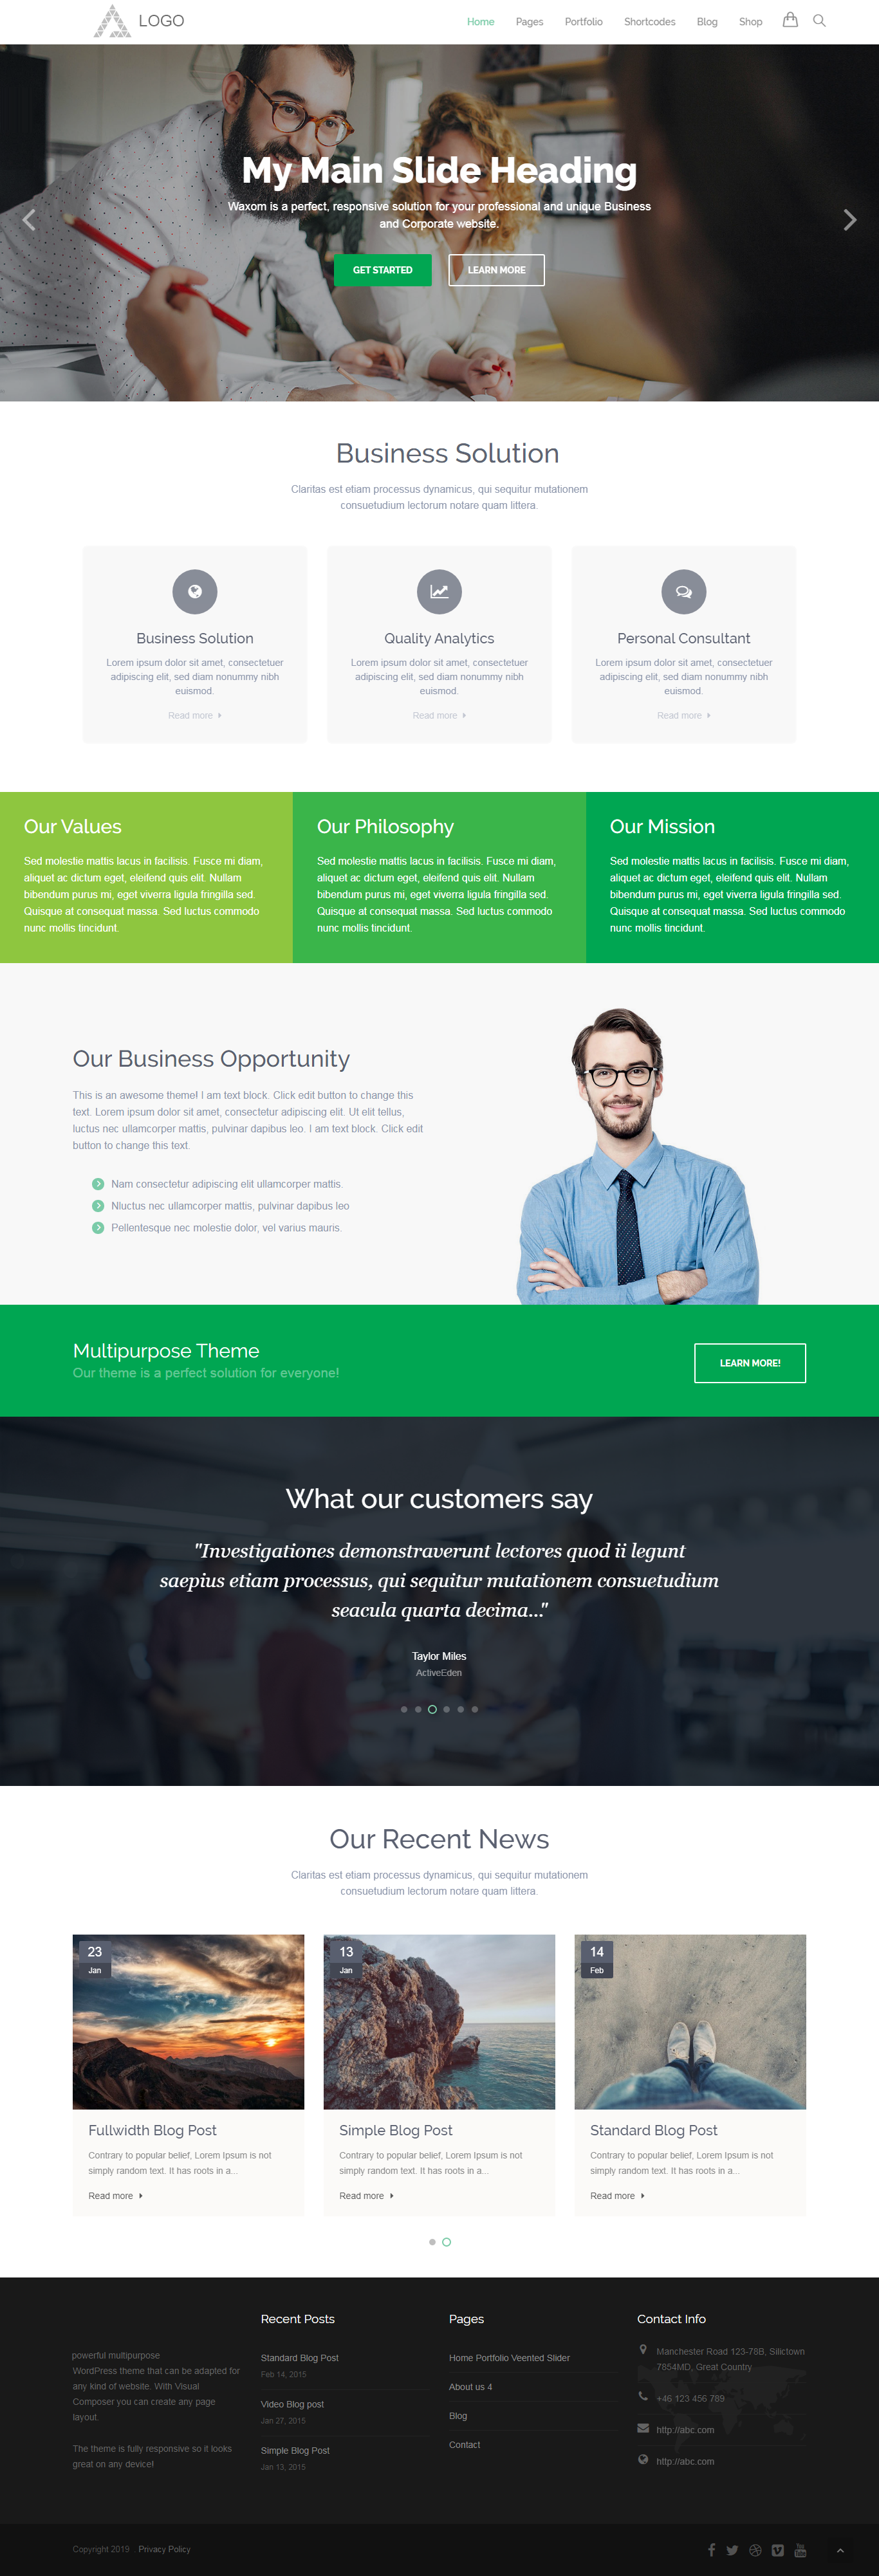 LOGO
Home Pages Portfolio Shortcodes Blog Shop
My Main Slide Heading
Waxom is a perfect, responsive solution for your professional and unique Business
and Corporate website.
GET STARTED
LEARN MORE
Business Solution
Claritas est etiam processus dynamicus, qui sequitur mutationem
consuetudium lectorum notare quam littera.
Business Solution
Lorem ipsum dolor sit amet, consectetuer
adipiscing elit, sed diam nonummy nibh
euismod.
Read more
Quality Analytics
Lorem ipsum dolor sit amet, consectetuer
adipiscing elit, sed diam nonummy nibh
euismod.
Read more
Personal Consultant
Lorem ipsum dolor sit amet, consectetuer
adipiscing elit, sed diam nonummy nibh
euismod.
Read more
Our Values
Sed molestie mattis lacus in facilisis. Fusce mi diam,
aliquet ac dictum eget, eleifend quis elit. Nullam
bibendum purus mi, eget viverra ligula fringilla sed.
Quisque at consequat massa. Sed luctus commodo
nunc mollis tincidunt.
Our Philosophy
Sed molestie mattis lacus in facilisis. Fusce mi diam,
aliquet ac dictum eget, eleifend quis elit. Nullam
bibendum purus mi, eget viverra ligula fringilla sed.
Quisque at consequat massa. Sed luctus commodo
nunc mollis tincidunt.
Our Mission
Sed molestie mattis lacus in facilisis. Fusce mi diam,
aliquet ac dictum eget, eleifend quis elit. Nullam
bibendum purus mi, eget viverra ligula fringilla sed.
Quisque at consequat massa. Sed luctus commodo
nunc mollis tincidunt.
Our Business Opportunity
This is an awesome theme! I am text block. Click edit button to change this
text. Lorem ipsum dolor sit amet, consectetur adipiscing elit. Ut elit tellus,
luctus nec ullamcorper mattis, pulvinar dapibus leo. I am text block. Click edit
button to change this text.
Nam consectetur adipiscing elit ullamcorper mattis.
Nluctus nec ullamcorper mattis, pulvinar dapibus leo
Pellentesque nec molestie dolor, vel varius mauris.
Multipurpose Theme
Our theme is a perfect solution for everyone!
LEARN MORE!
What our customers say
"Investigationes demonstraverunt lectores quod ii legunt
saepius etiam processus, qui sequitur mutationem consuetudium
seacula quarta decima..."
Taylor Miles
ActiveEden
Our Recent News
Claritas est etiam processus dynamicus, qui sequitur mutationem
consuetudium lectorum notare quam littera.
23
Jan
Fullwidth Blog Post
Contrary to popular belief, Lorem Ipsum is not
simply random text. It has roots in a...
Read more
13
Jan
Simple Blog Post
Contrary to popular belief, Lorem Ipsum is not
simply random text. It has roots in a...
Read more
14
Feb
Standard Blog Post
Contrary to popular belief, Lorem Ipsum is not
simply random text. It has roots in a...
Read more
powerful multipurpose
WordPress theme that can be adapted for
any kind of website. With Visual
Composer you can create any page
layout.
The theme is fully responsive so it looks
great on any device!
Recent Posts
Standard Blog Post
Feb 14, 2015
Video Blog post
Jan 27, 2015
Simple Blog Post
Jan 13, 2015
Pages
Home Portfolio Veented Slider
About us 4
Blog
Contact
Contact Info
Manchester Road 123-78B, Silictown
7854MD, Great Country
+46 123 456 789
http://abc.com
http://abc.com
Copyright 2019 Privacy Policy